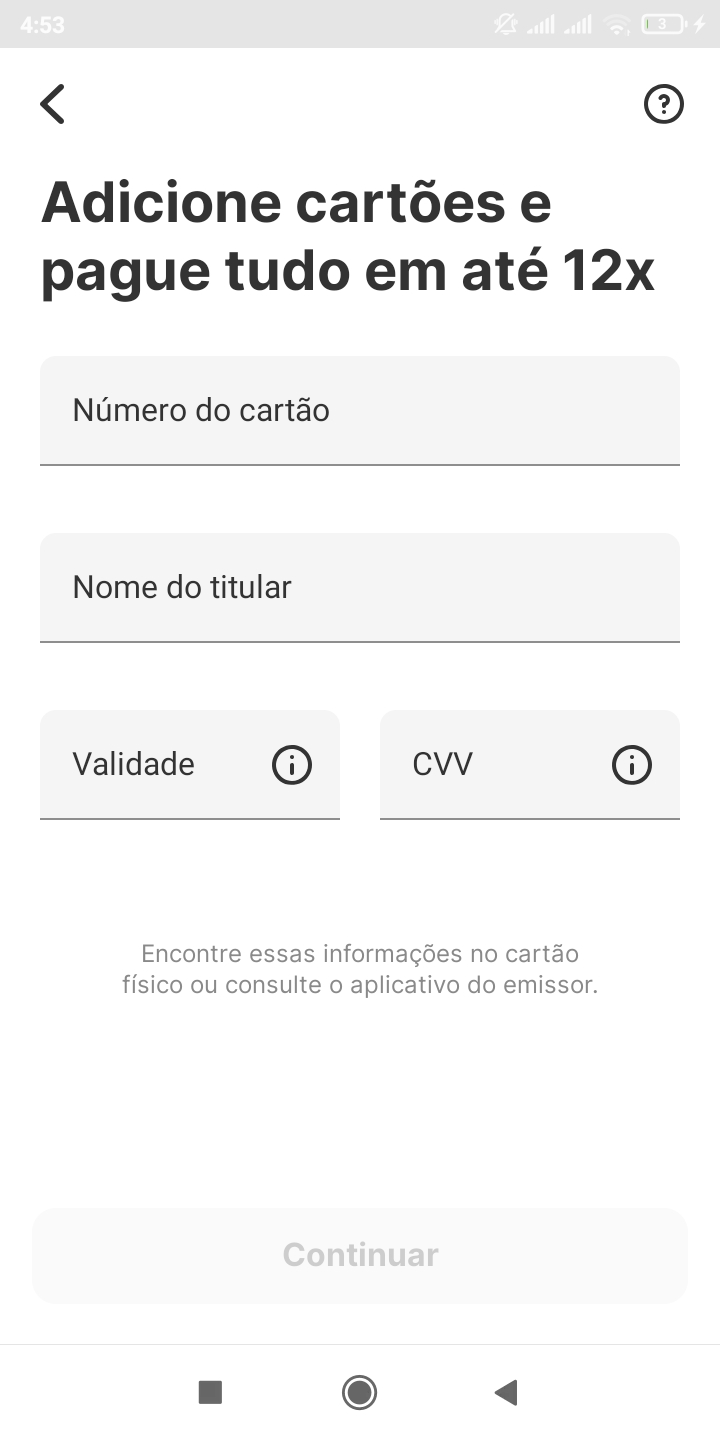 4:53
3
Adicione cartões e
pague tudo em até 12x
Número do cartão
Nome do titular
Validade
CVV
Encontre essas informações no cartão
físico ou consulte o aplicativo do emissor.
Continuar